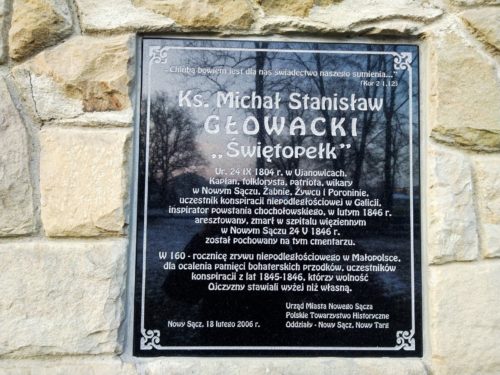 „Chlubą bowiem jest dla nas świadectwo naszego sumienia..."
(Kor 2 1,12)
Ks. Michał Stanisław
GŁOWACKI
„Świętopełk"
Ur. 24 IX 1804 r. w Ujanowicach,
Kapłan, folklorysta, patriota, wikary
w Nowym Sączu, Żabnie, Żywcu i Poroninie,
uczestnik konspiracji niepodległościowej w Galicji,
inspirator powstania chochołowskiego, w lutym 1846 r.
aresztowany, zmarł w szpitalu więziennym
w Nowym Sączu 24 V 1846 r.
został pochowany na tym cmentarzu.
W 160 - rocznicę zrywu niepodległościowego w Małopolsce,
dla ocalenia pamięci bohaterskich przodków, uczestników
konspiracji z lat 1845-1846, którzy wolność
Ojczyzny stawiali wyżej niż własną.
Urząd Miasta Nowego Sącza
Polskie Towarzystwo Historyczne
Nowy Sącz, 18 lutego 2006 r. Oddziały - Nowy Sącz, Nowy Targ